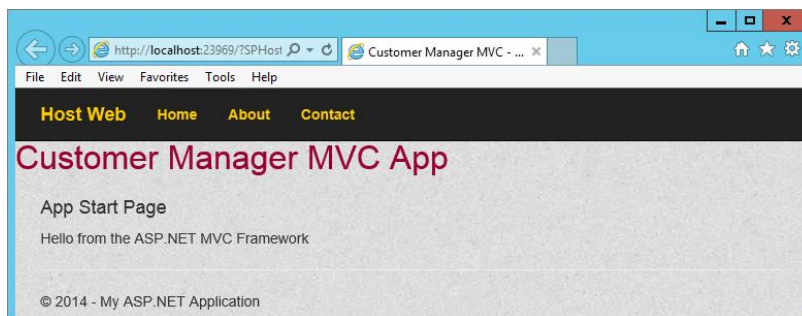 http://localhost:23969/?SPHost
Customer Manager MVC - ...
File Edit View Favorites Tools Help
Host Web Home About Contact
Customer Manager MVC App
App Start Page
Hello from the ASP.NET MVC Framework
© 2014 - My ASP.NET Application